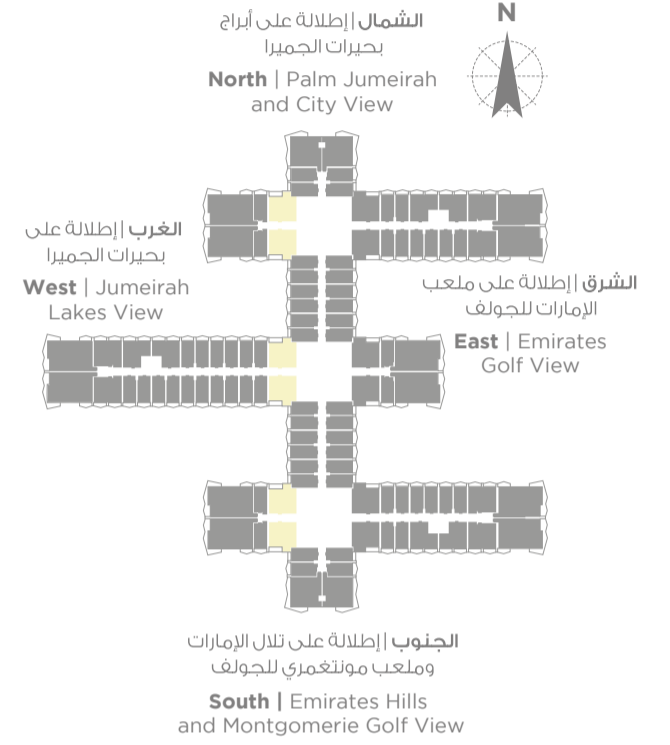 N
الشمال | إطلالة على أبراج
بحيرات الجميرا
North | Palm Jumeirah
and City View
الغرب | إطلالة على
بحيرات الجميرا
West | Jumeirah
Lakes View
الشرق | إطلالة على ملعب
الإمارات للجولف
East | Emirates
Golf View
الجنوب | إطلالة على تلال الإمارات
وملعب مونتغمري للجولف
South | Emirates Hills
and Montgomerie Golf View